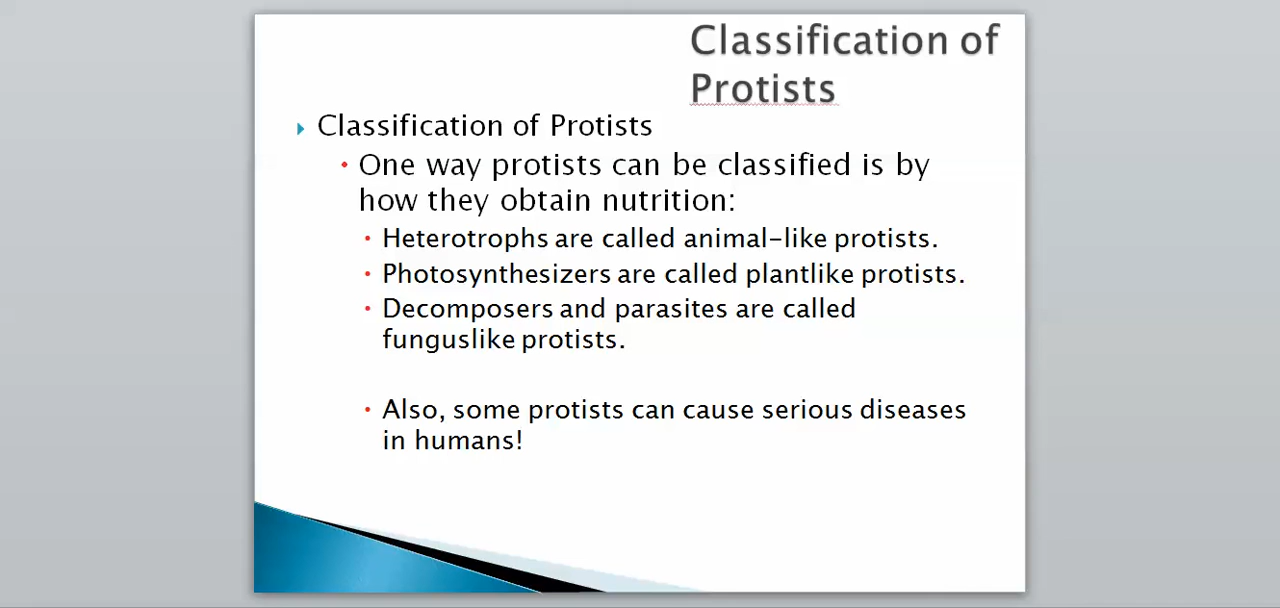 Classification of
Protists
Classification of Protists
One way protists can be classified is by
how they obtain nutrition:
Heterotrophs are called animal-like protists.
Photosynthesizers are called plantlike protists.
Decomposers and parasites are called
funguslike protists.
Also, some protists can cause serious diseases
in humans!